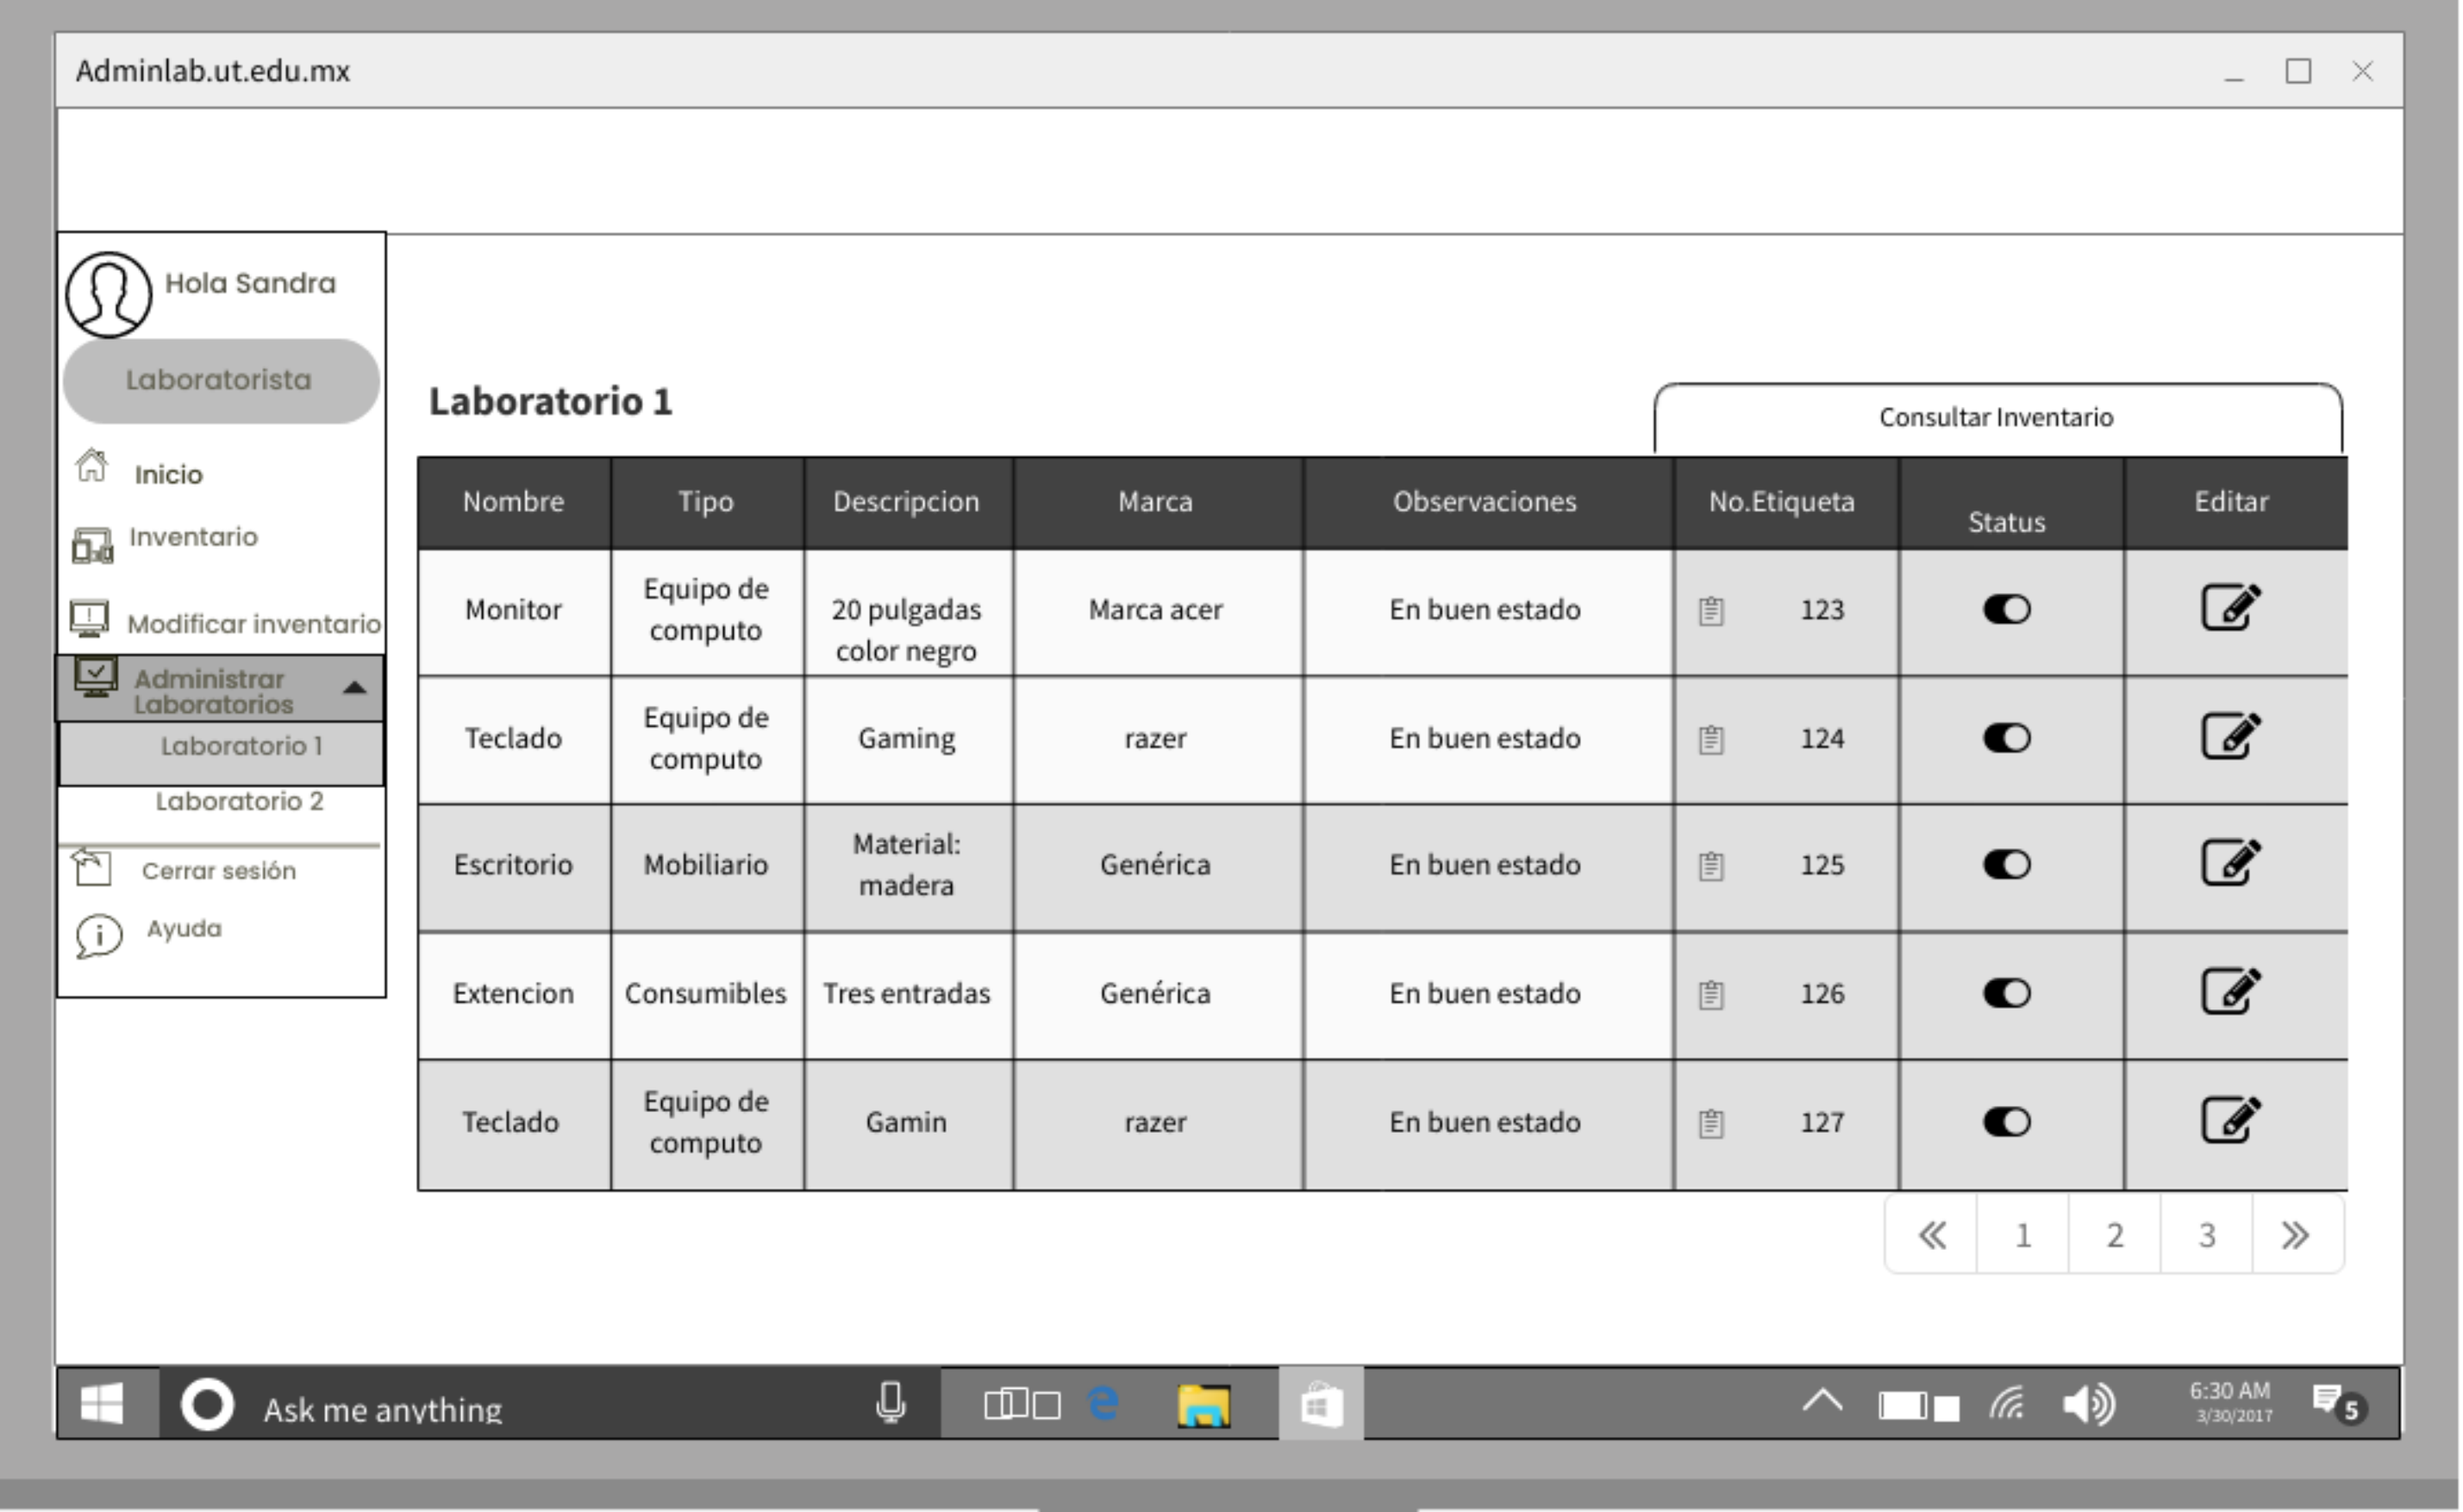 Adminlab.ut.edu.mx
Hola Sandra
Laboratorista
Inicio
Inventario
Modificar inventario
Administrar
Laboratorios
Laboratorio 1
Laboratorio 2
Cerrar sesión
Ayuda
Laboratorio 1
Consultar Inventario
Nombre Tipo Descripcion Marca Observaciones No.Etiqueta Status Editar
Monitor Equipo de computo 20 pulgadas color negro Marca acer En buen estado 123
Teclado Equipo de computo Gaming razer En buen estado 124
Escritorio Mobiliario Material: madera Genérica En buen estado 125
Extencion Consumibles Tres entradas Genérica En buen estado 126
Teclado Equipo de computo Gamin razer En buen estado 127
« 1 2 3 »
Ask me anything
6:30 AM
3/30/2017
5